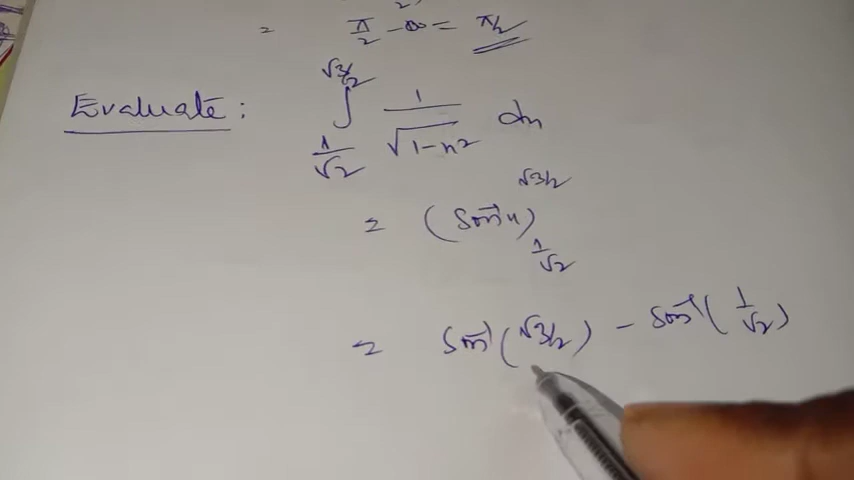 = π/2 - 0 = π/2
Evaluate : ∫_{1/√2}^{√3/2} 1/√(1-x²) dx
= (sin⁻¹x)_{1/√2}^{√3/2}
= sin⁻¹(√3/2) - sin⁻¹(1/√2)